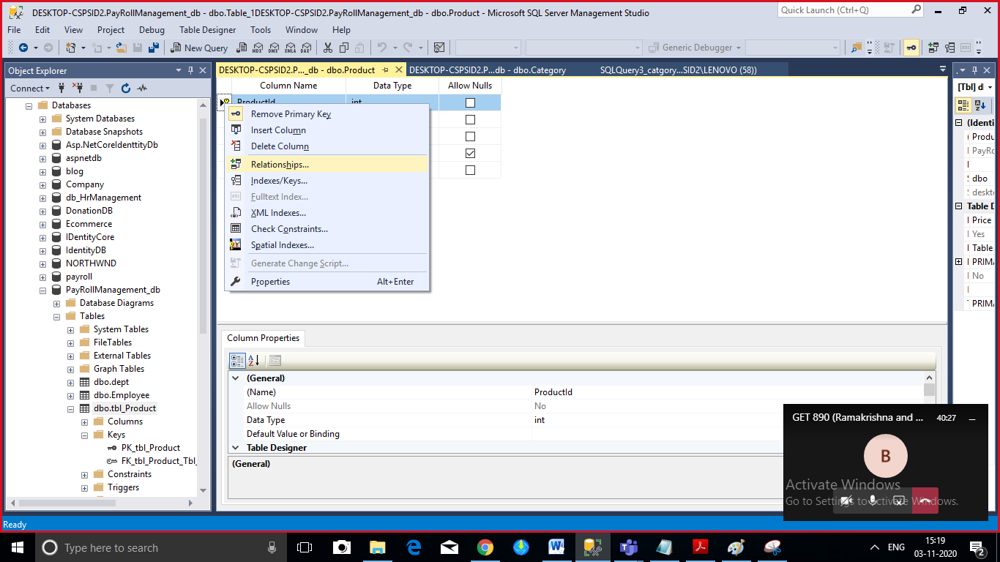 DESKTOP-CSPSID2.PayRollManagement_db - dbo.Table_1DESKTOP-CSPSID2.PayRollManagement_db - dbo.Product - Microsoft SQL Server Management Studio
Quick Launch (Ctrl+Q)
File Edit View Project Debug Table Designer Tools Window Help
New Query
MDX DMX XMLA DAX
Generic Debugger
Object Explorer
DESKTOP-CSPSID2.P..._db - dbo.Product
DESKTOP-CSPSID2.P...db - dbo.Category
SQLQuery3_catgory...SID2\LENOVO (58))
Connect
Databases
System Databases
Database Snapshots
Asp.NetCoreIdenttityDb
aspnetdb
blog
Company
db_HrManagement
DonationDB
Ecommerce
IDentityCore
IdentityDB
NORTHWND
payroll
PayRollManagement_db
Database Diagrams
Tables
System Tables
FileTables
External Tables
Graph Tables
dbo.dept
dbo.Employee
dbo.tbl_Product
Columns
Keys
PK_tbl_Product
FK_tbl_Product_Tbl_
Constraints
Triggers
Column Name Data Type Allow Nulls
ProductId int
Remove Primary Key
Insert Column
Delete Column
Relationships...
Indexes/Keys...
Fulltext Index...
XML Indexes...
Check Constraints...
Spatial Indexes...
Generate Change Script...
Properties Alt+Enter
Column Properties
(General)
(Name) ProductId
Allow Nulls No
Data Type int
Default Value or Binding
Table Designer
(General)
[Tbl] d
(Identi
Produ
PayRo
dbo
deskto
Table D
Price
Yes
Table
PRIMA
No
PRIMA
GET 890 (Ramakrishna and ... 40:27
B
Activate Windows
Go to Settings to activate Windows.
Ready
Type here to search
ENG
15:19
03-11-2020
2